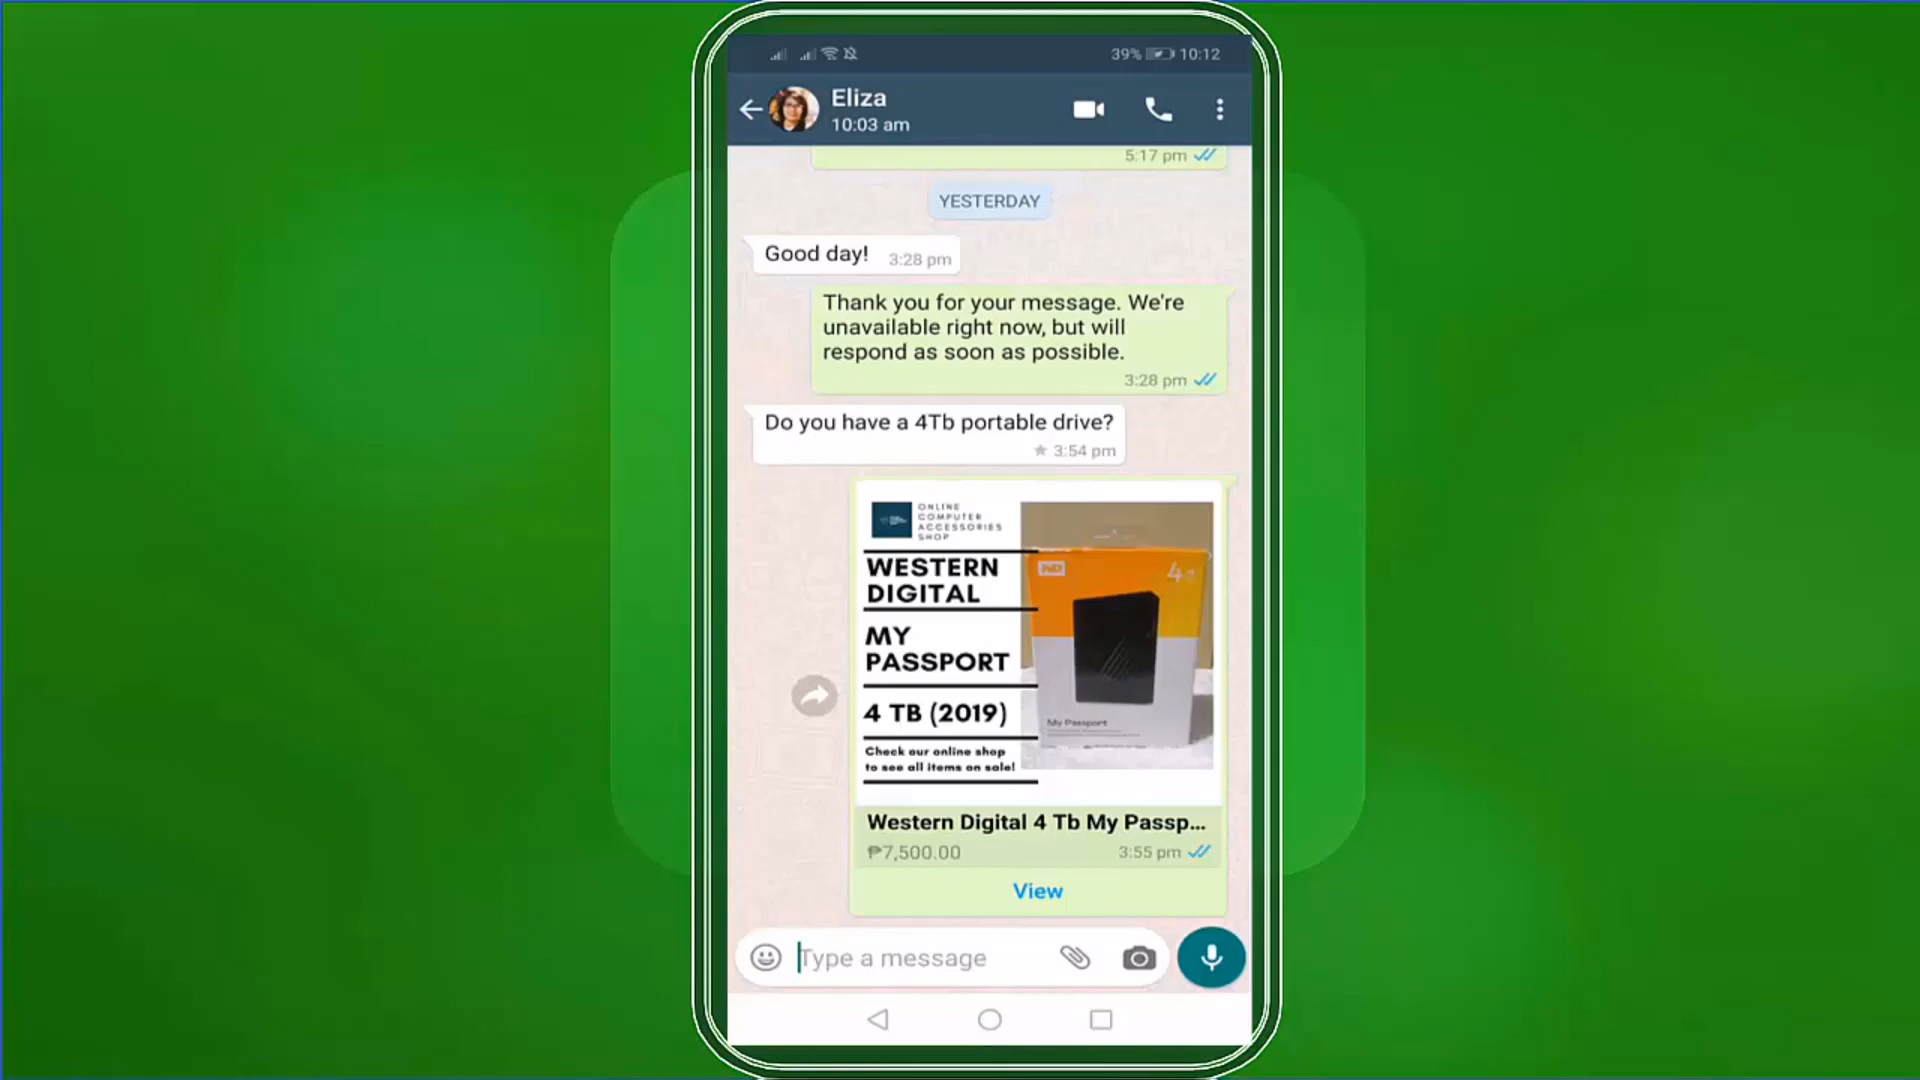 39% 10:12
Eliza
10:03 am
5:17 pm
YESTERDAY
Good day! 3:28 pm
Thank you for your message. We're
unavailable right now, but will
respond as soon as possible.
3:28 pm
Do you have a 4Tb portable drive?
3:54 pm
ONLINE
COMPUTER
ACCESSORIES
SHOP
WESTERN
DIGITAL
MY
PASSPORT
4 TB (2019)
Check our online shop
to see all items on sale!
WD
4
My Passport
Western Digital 4 Tb My Passp...
₱7,500.00 3:55 pm
View
Type a message